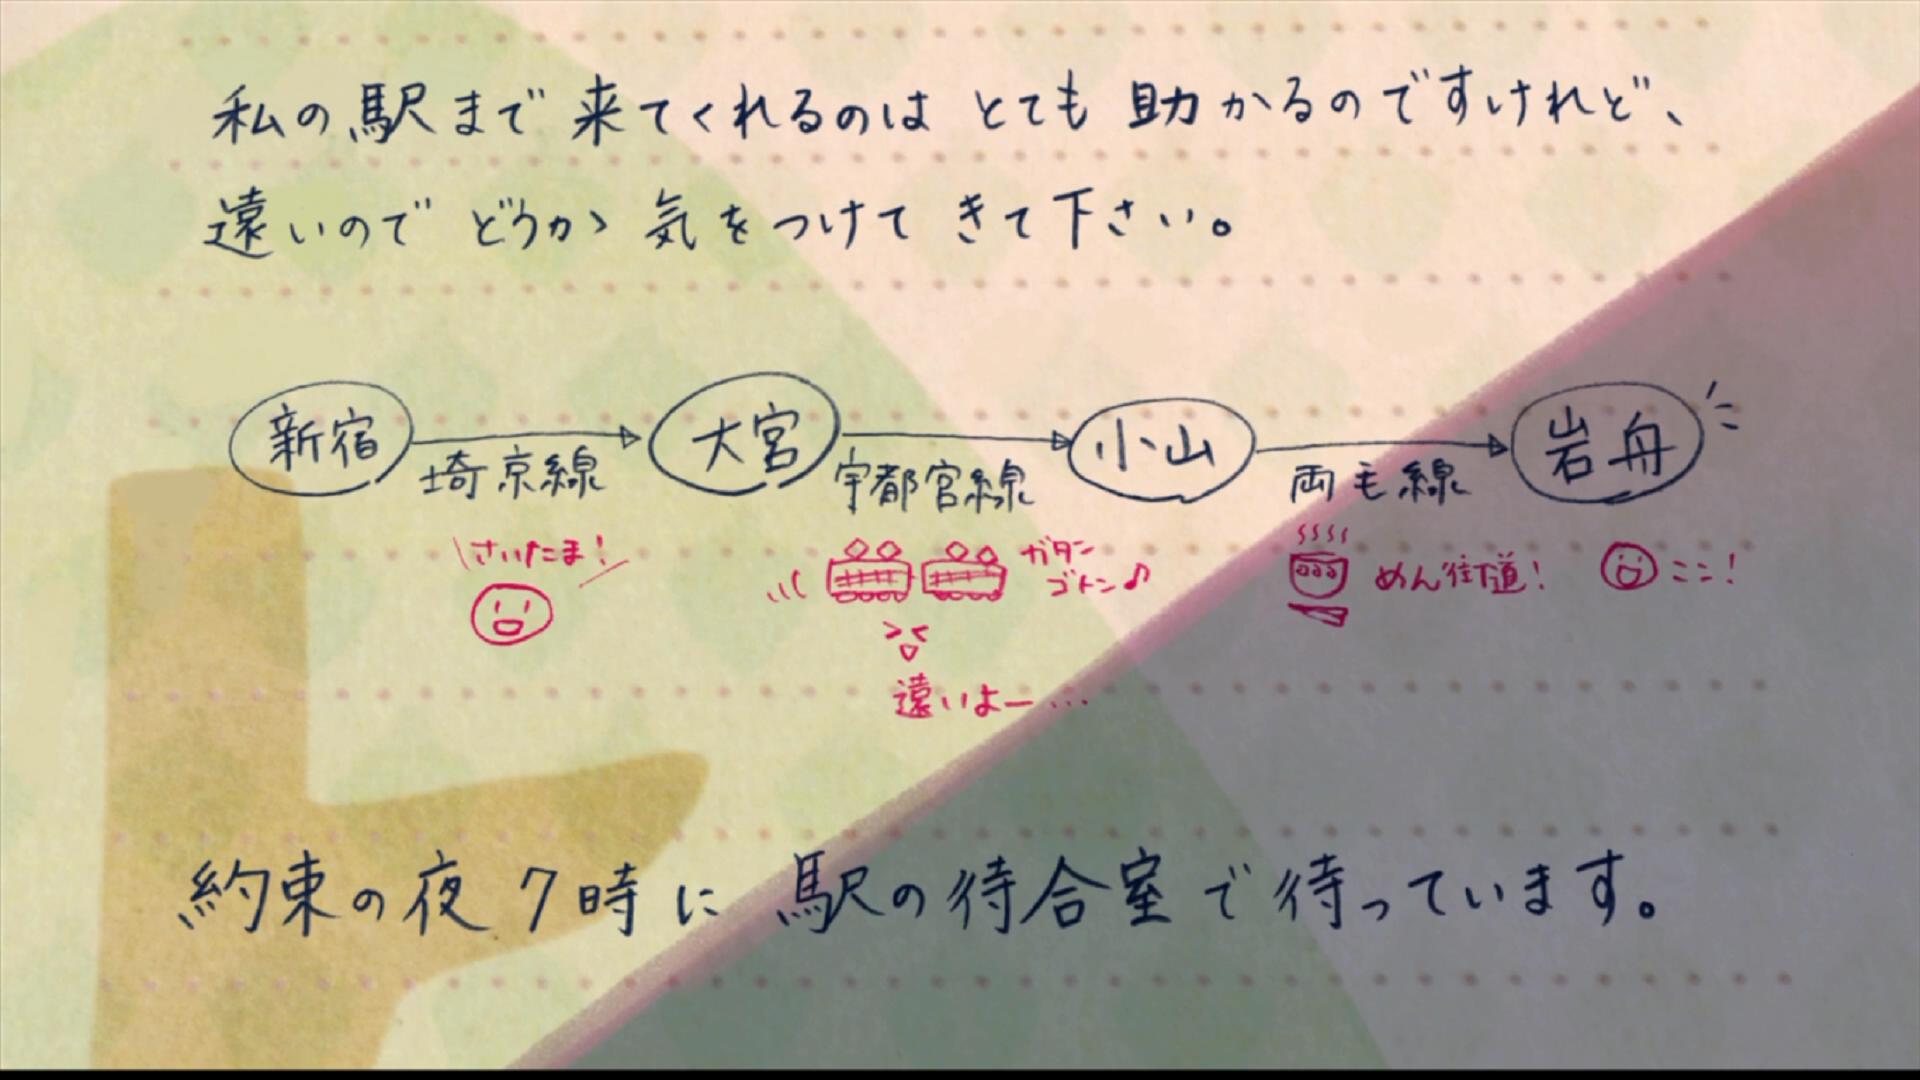 私の駅まで来てくれるのはとても助かるのですけれど、
遠いのでどうか気をつけてきて下さい。
新宿 大宮 小山 岩舟
埼京線 宇都宮線 両毛線
さいたま! ガタン
ゴトン♪ めん街道! ここ!
遠いよー…
約束の夜7時に駅の待合室で待っています。